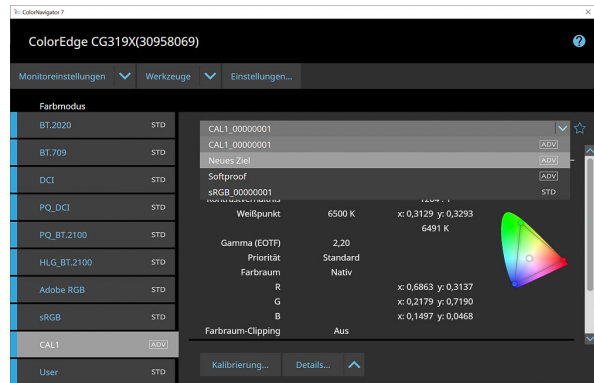 ColorNavigator 7
ColorEdge CG319X(30958069)
Monitoreinstellungen Werkzeuge Einstellungen...
Farbmodus
BT.2020 STD
BT.709 STD
DCI STD
PQ_DCI STD
PQ_BT.2100 STD
HLG_BT.2100 STD
Adobe RGB STD
sRGB STD
CAL1 ADV
User STD
CAL1_00000001
CAL1_00000001 ADV
Neues Ziel ADV
Softproof ADV
sRGB_00000001 STD
Kontrastverhältnis 1264 : 1
Weißpunkt 6500 K x: 0,3129 y: 0,3293
6491 K
Gamma (EOTF) 2,20
Priorität Standard
Farbraum Nativ
R x: 0,6863 y: 0,3137
G x: 0,2179 y: 0,7190
B x: 0,1497 y: 0,0468
Farbraum-Clipping Aus
Kalibrierung... Details...